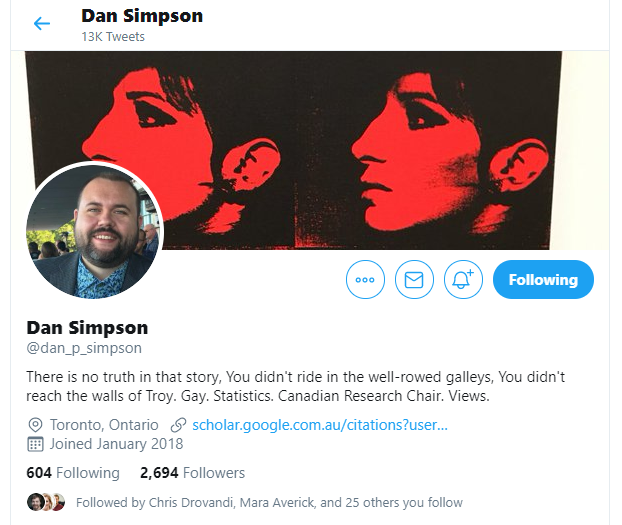 Dan Simpson
13K Tweets
Following
Dan Simpson
@dan_p_simpson
There is no truth in that story, You didn't ride in the well-rowed galleys, You didn't
reach the walls of Troy. Gay. Statistics. Canadian Research Chair. Views.
Toronto, Ontario scholar.google.com.au/citations?user...
Joined January 2018
604 Following 2,694 Followers
Followed by Chris Drovandi, Mara Averick, and 25 others you follow